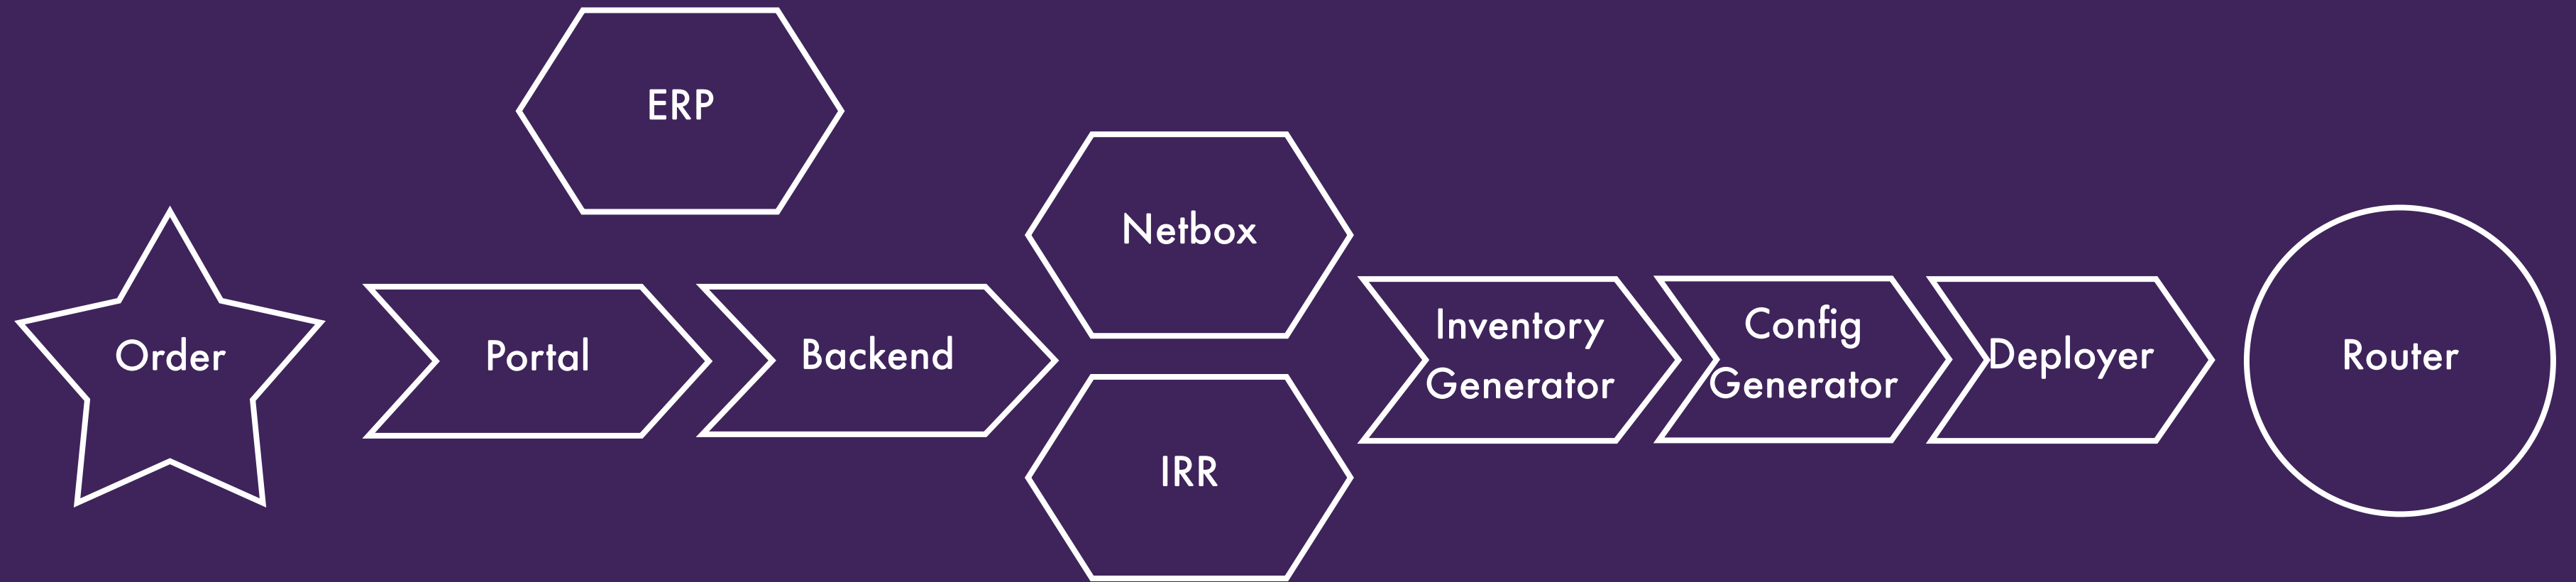 ERP
Order
Portal
Backend
Netbox
IRR
Inventory
Generator
Config
Generator
Deployer
Router